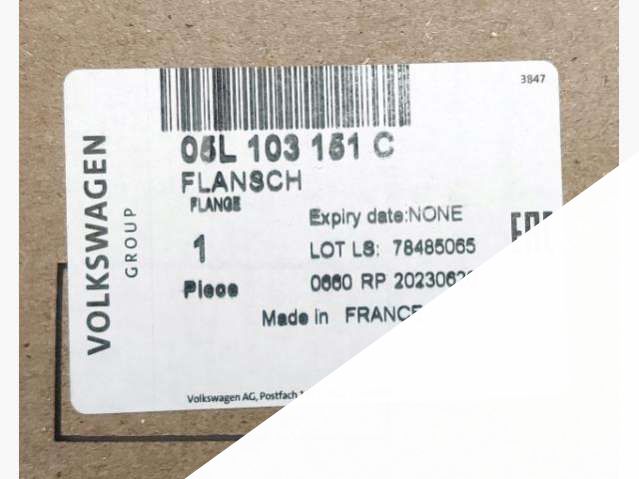 3847
05L 103 151 C
FLANSCH
FLANGE
Expiry date:NONE
1
LOT LS: 78485065
Piece
0660 RP 2023062
Made in FRANCE
Volkswagen AG, Postfach
VOLKSWAGEN
GROUP